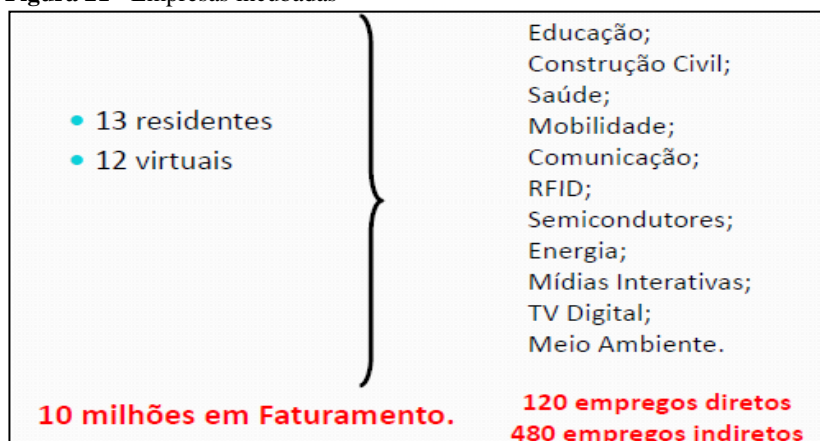 • 13 residentes
• 12 virtuais
Educação;
Construção Civil;
Saúde;
Mobilidade;
Comunicação;
RFID;
Semicondutores;
Energia;
Mídias Interativas;
TV Digital;
Meio Ambiente.
10 milhões em Faturamento.
120 empregos diretos
480 empregos indiretos